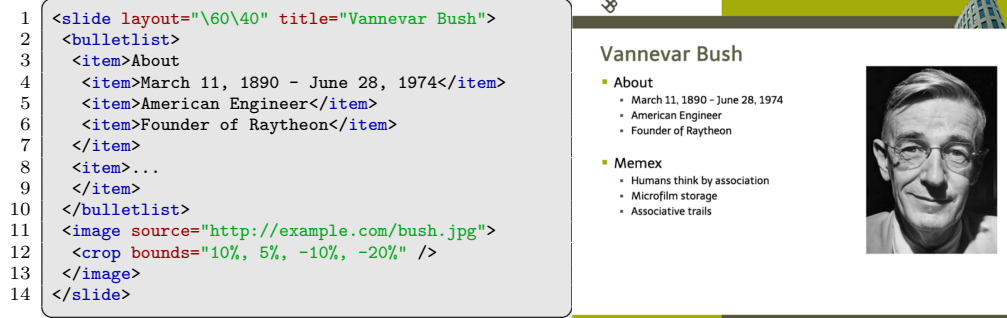 1 <slide layout="\60\40" title="Vannevar Bush">
2 <bulletlist>
3 <item>About
4 <item>March 11, 1890 - June 28, 1974</item>
5 <item>American Engineer</item>
6 <item>Founder of Raytheon</item>
7 </item>
8 <item>...
9 </item>
10 </bulletlist>
11 <image source="http://example.com/bush.jpg">
12 <crop bounds="10%, 5%, -10%, -20%" />
13 </image>
14 </slide>
Vannevar Bush
About
March 11, 1890 – June 28, 1974
American Engineer
Founder of Raytheon
Memex
Humans think by association
Microfilm storage
Associative trails